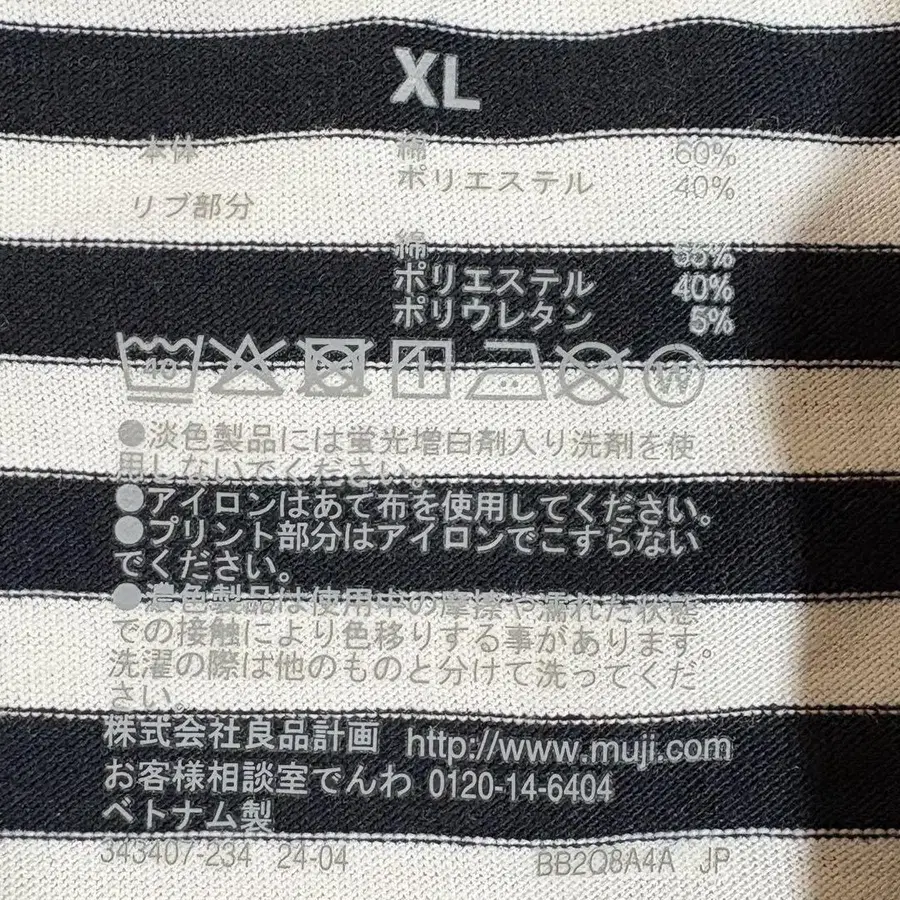 XL
本体 綿 60%
ポリエステル 40%
リブ部分
綿 55%
ポリエステル 40%
ポリウレタン 5%
40 W
●淡色製品には蛍光増白剤入り洗剤を使
用しないでください。
●アイロンはあて布を使用してください。
●プリント部分はアイロンでこすらない
でください。
●濃色製品は使用中の摩擦や濡れた状態
での接触により色移りする事があります。
洗濯の際は他のものと分けて洗ってくだ
さい。
株式会社良品計画 http://www.muji.com
お客様相談室でんわ 0120-14-6404
ベトナム製
343407-234 24-04 BB2Q8A4A JP